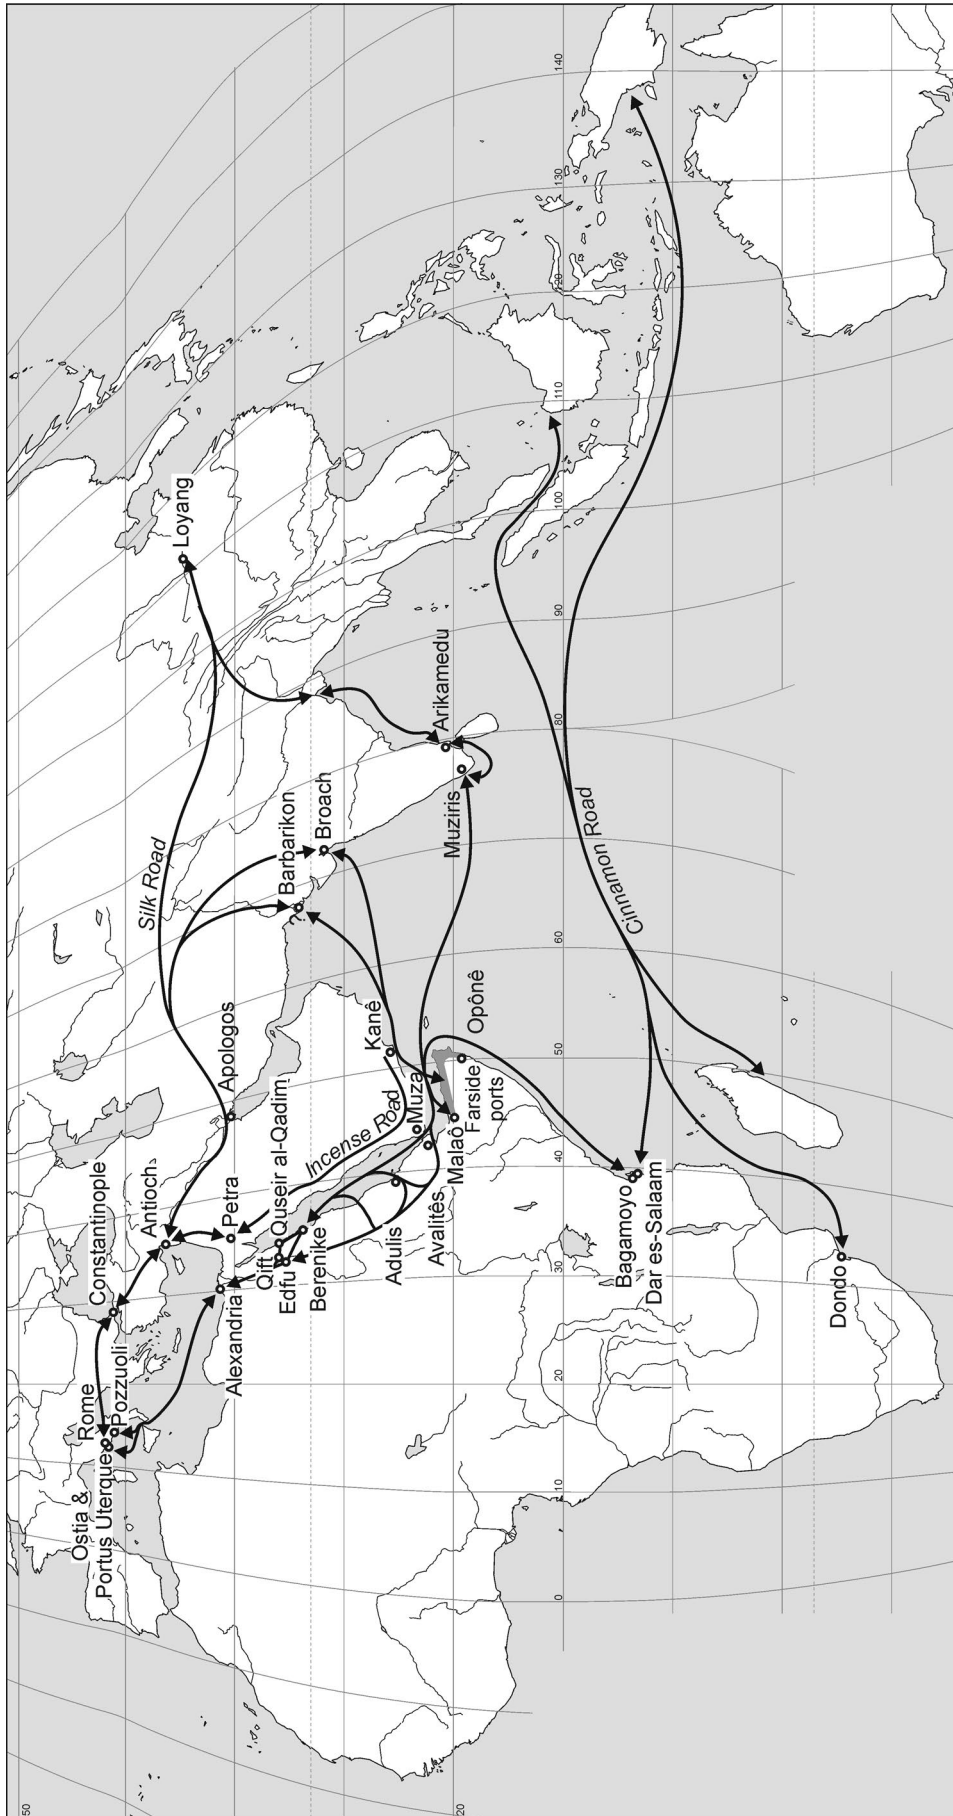 50
20
0
10
20
30
40
50
60
70
80
90
100
110
120
130
140
Ostia &
Portus Uterque
Rome
Pozzuoli
Constantinople
Antioch
Alexandria
Petra
Apologos
Silk Road
Loyang
Qift
Edfu
Quseir al-Qadim
Berenike
Incense Road
Barbarikon
Broach
Adulis
Avalitês
Muza
Kanê
Malaô
Farside
ports
Opônê
Muziris
Arikamedu
Cinnamon Road
Bagamoyo
Dar es-Salaam
Dondo